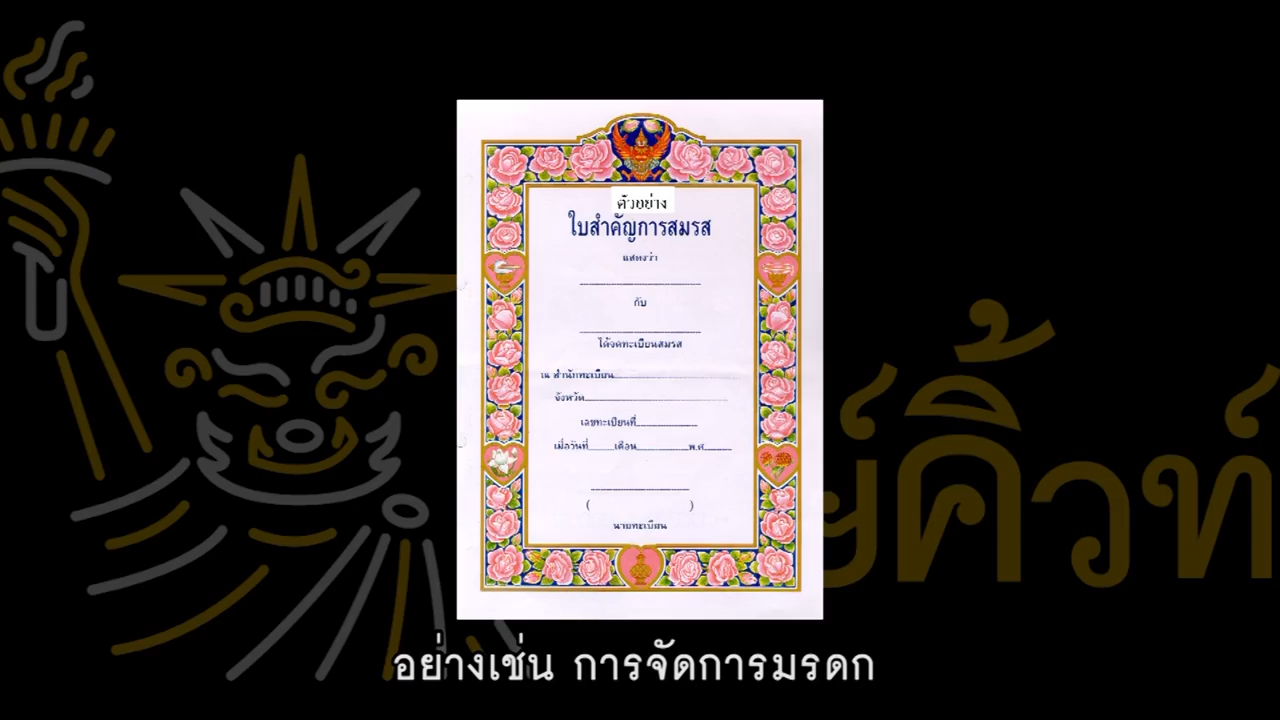 ตัวอย่าง
ใบสำคัญการสมรส
แสดงว่า
กับ
ได้จดทะเบียนสมรส
ณ สำนักทะเบียน
จังหวัด
เลขทะเบียนที่
เมื่อวันที่ เดือน พ.ศ.
( )
นายทะเบียน
อย่างเช่น การจัดการมรดก